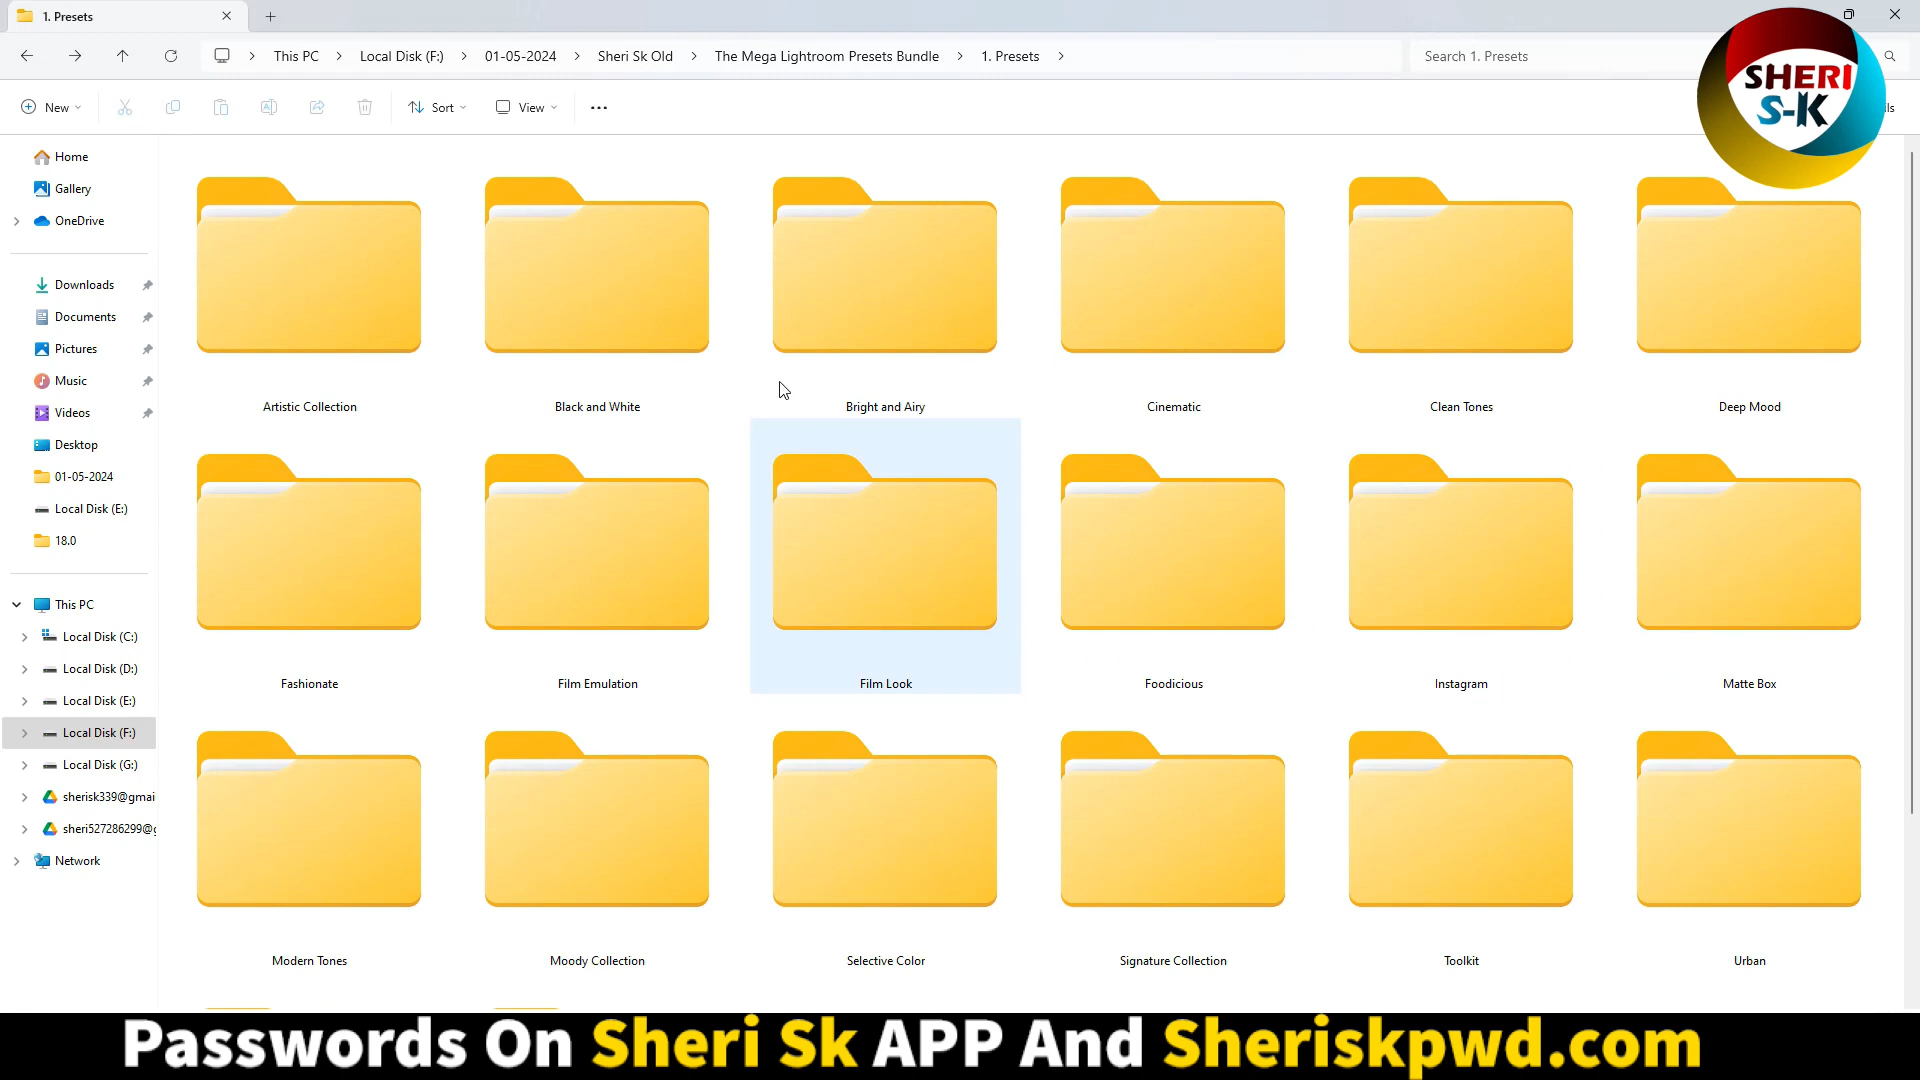 1. Presets
This PC
Local Disk (F:)
01-05-2024
Sheri Sk Old
The Mega Lightroom Presets Bundle
1. Presets
Search 1. Presets
SHERI
S-K
New
Sort
View
Home
Gallery
OneDrive
Downloads
Documents
Pictures
Music
Videos
Desktop
01-05-2024
Local Disk (E:)
18.0
This PC
Local Disk (C:)
Local Disk (D:)
Local Disk (E:)
Local Disk (F:)
Local Disk (G:)
sherisk339@gmai
sheri527286299@g
Network
Artistic Collection
Black and White
Bright and Airy
Cinematic
Clean Tones
Deep Mood
Fashionate
Film Emulation
Film Look
Foodicious
Instagram
Matte Box
Modern Tones
Moody Collection
Selective Color
Signature Collection
Toolkit
Urban
Passwords On Sheri Sk APP And Sheriskpwd.com